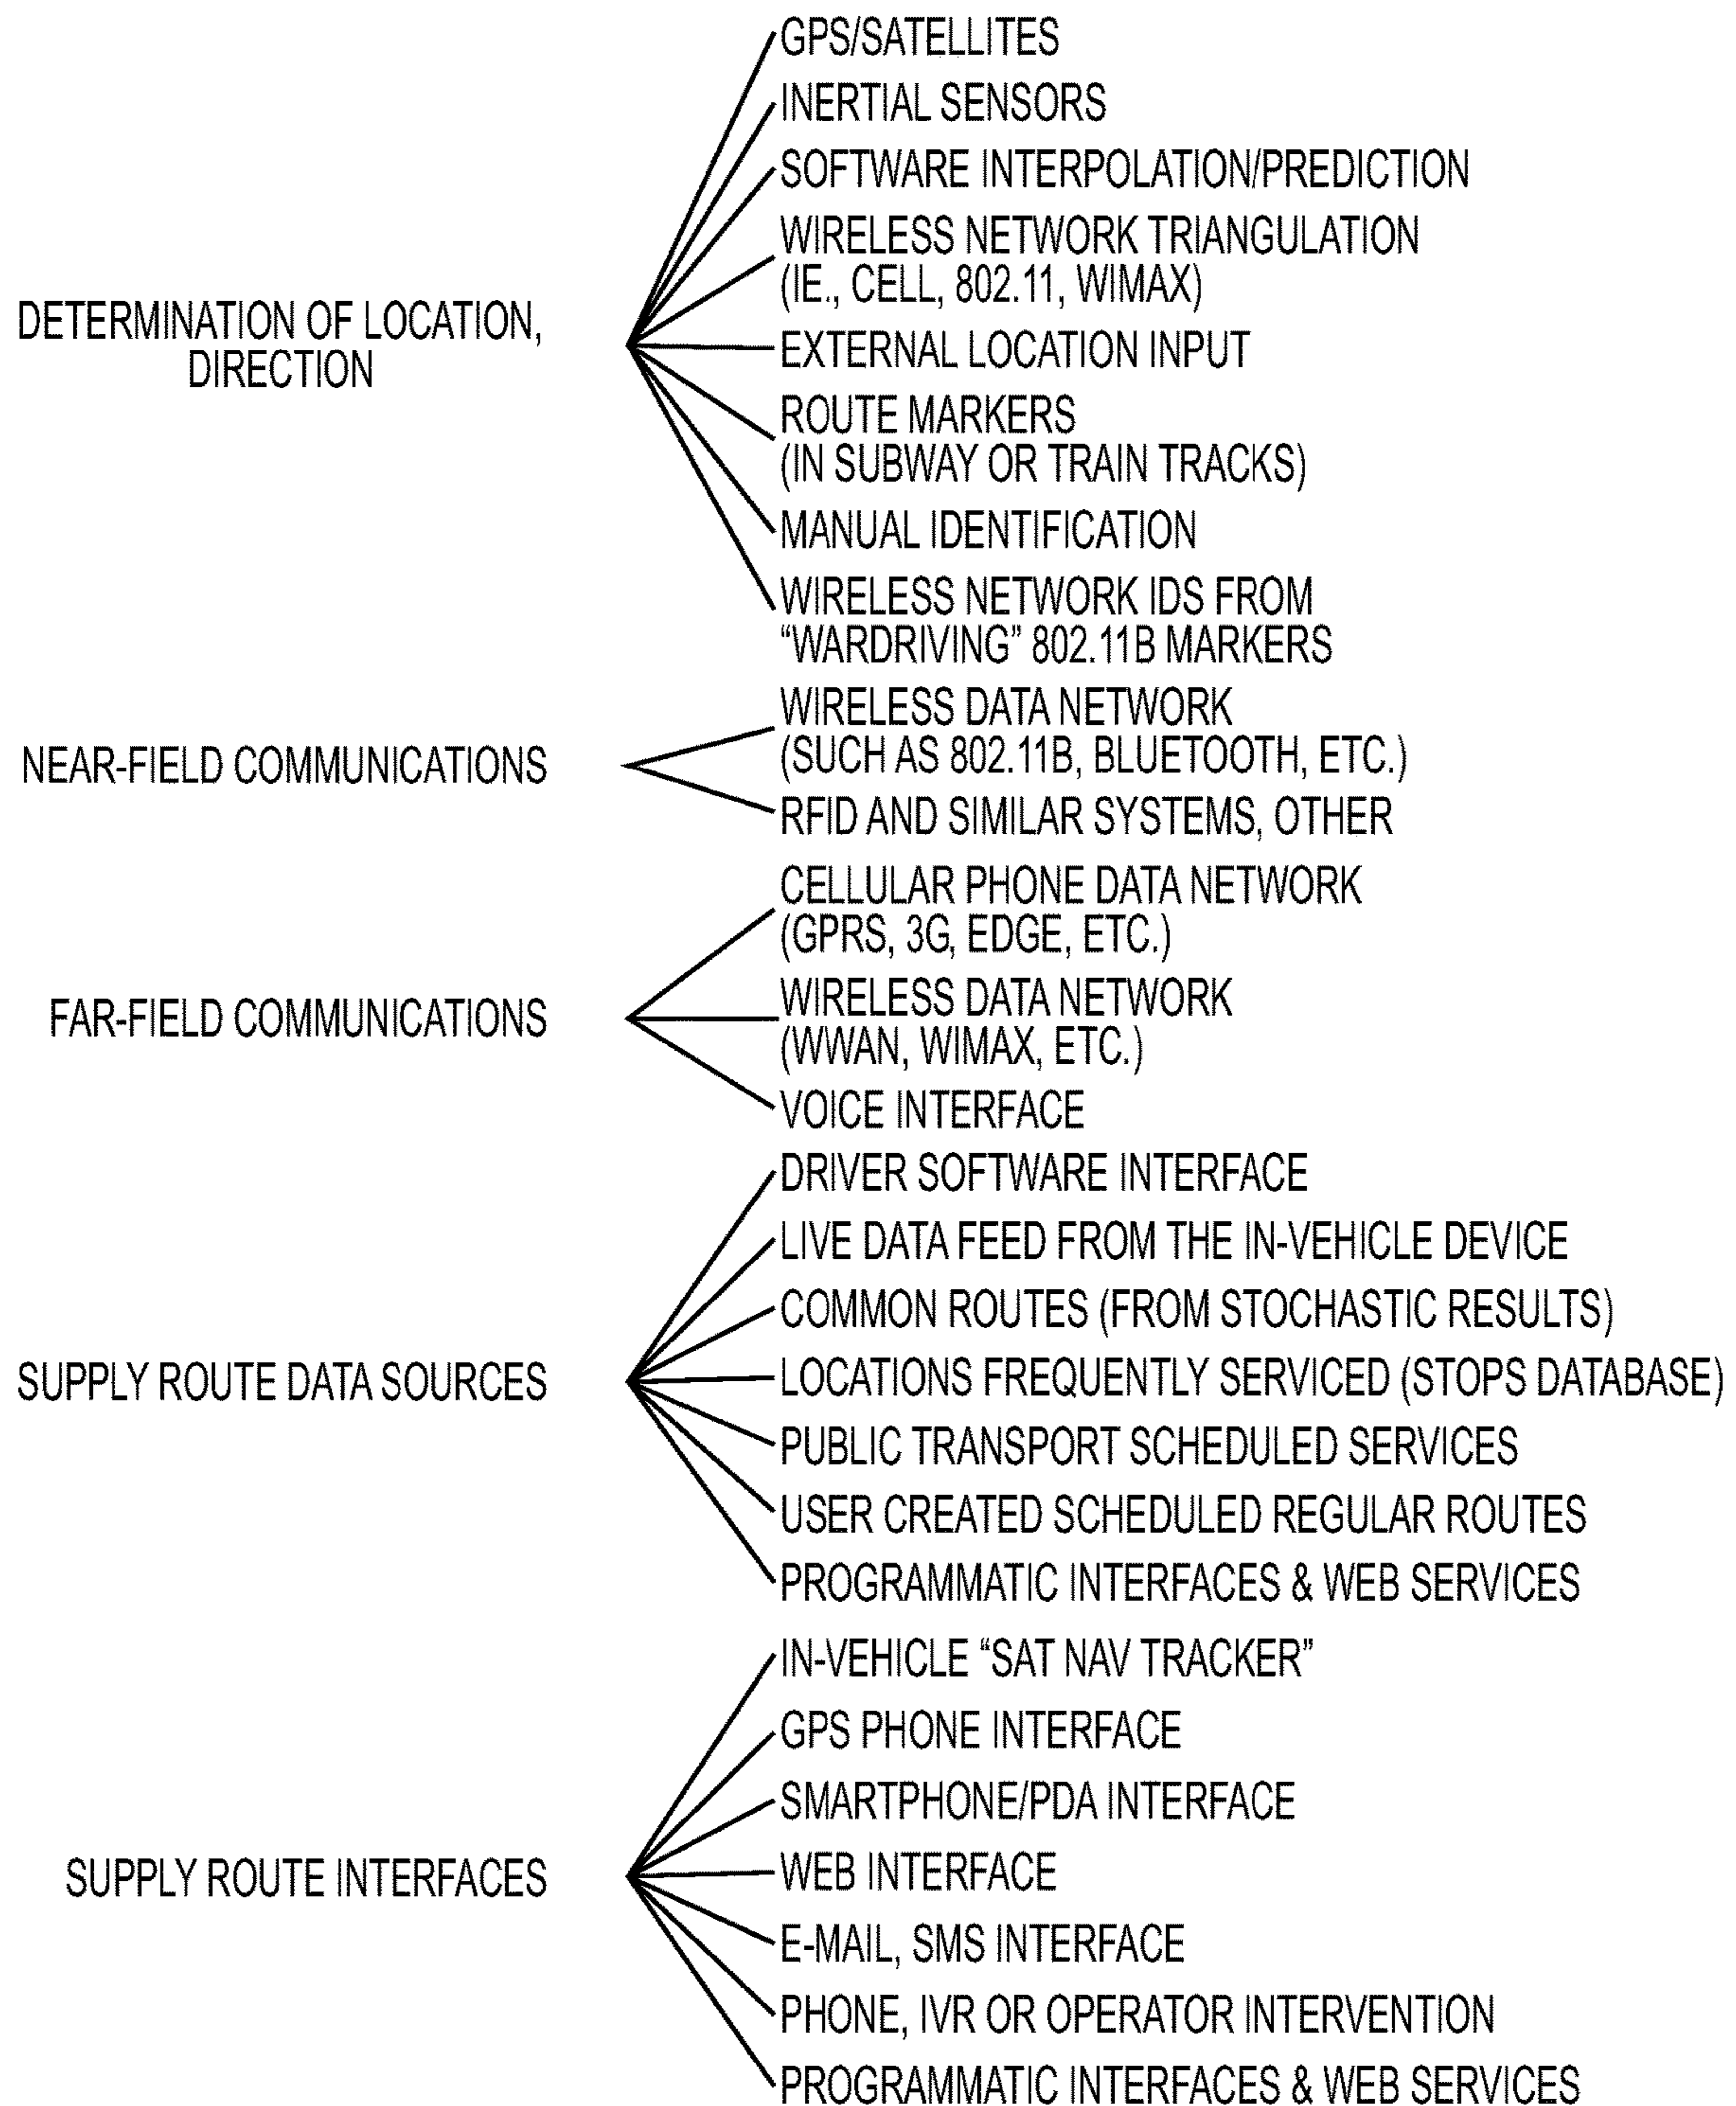 GPS/SATELLITES
INERTIAL SENSORS
SOFTWARE INTERPOLATION/PREDICTION
WIRELESS NETWORK TRIANGULATION
(IE., CELL, 802.11, WIMAX)
DETERMINATION OF LOCATION,
DIRECTION
EXTERNAL LOCATION INPUT
ROUTE MARKERS
(IN SUBWAY OR TRAIN TRACKS)
MANUAL IDENTIFICATION
WIRELESS NETWORK IDS FROM
“WARDRIVING” 802.11B MARKERS
NEAR-FIELD COMMUNICATIONS
WIRELESS DATA NETWORK
(SUCH AS 802.11B, BLUETOOTH, ETC.)
RFID AND SIMILAR SYSTEMS, OTHER
FAR-FIELD COMMUNICATIONS
CELLULAR PHONE DATA NETWORK
(GPRS, 3G, EDGE, ETC.)
WIRELESS DATA NETWORK
(WWAN, WIMAX, ETC.)
VOICE INTERFACE
SUPPLY ROUTE DATA SOURCES
DRIVER SOFTWARE INTERFACE
LIVE DATA FEED FROM THE IN-VEHICLE DEVICE
COMMON ROUTES (FROM STOCHASTIC RESULTS)
LOCATIONS FREQUENTLY SERVICED (STOPS DATABASE)
PUBLIC TRANSPORT SCHEDULED SERVICES
USER CREATED SCHEDULED REGULAR ROUTES
PROGRAMMATIC INTERFACES & WEB SERVICES
SUPPLY ROUTE INTERFACES
IN-VEHICLE “SAT NAV TRACKER”
GPS PHONE INTERFACE
SMARTPHONE/PDA INTERFACE
WEB INTERFACE
E-MAIL, SMS INTERFACE
PHONE, IVR OR OPERATOR INTERVENTION
PROGRAMMATIC INTERFACES & WEB SERVICES